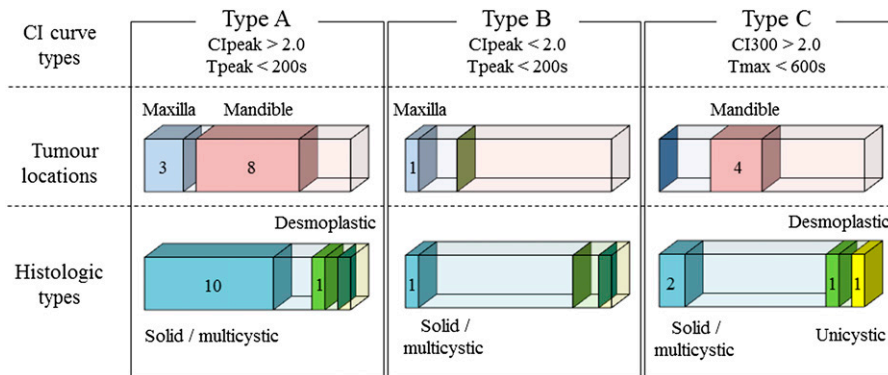 CI curve
types
Type A
CIpeak > 2.0
Tpeak < 200s
Type B
CIpeak < 2.0
Tpeak < 200s
Type C
CI300 > 2.0
Tmax < 600s
Tumour
locations
Maxilla
Mandible
3
8
Maxilla
1
Mandible
4
Histologic
types
Desmoplastic
10
1
Solid / multicystic
1
Solid /
multicystic
Desmoplastic
2
1
1
Solid /
multicystic
Unicystic